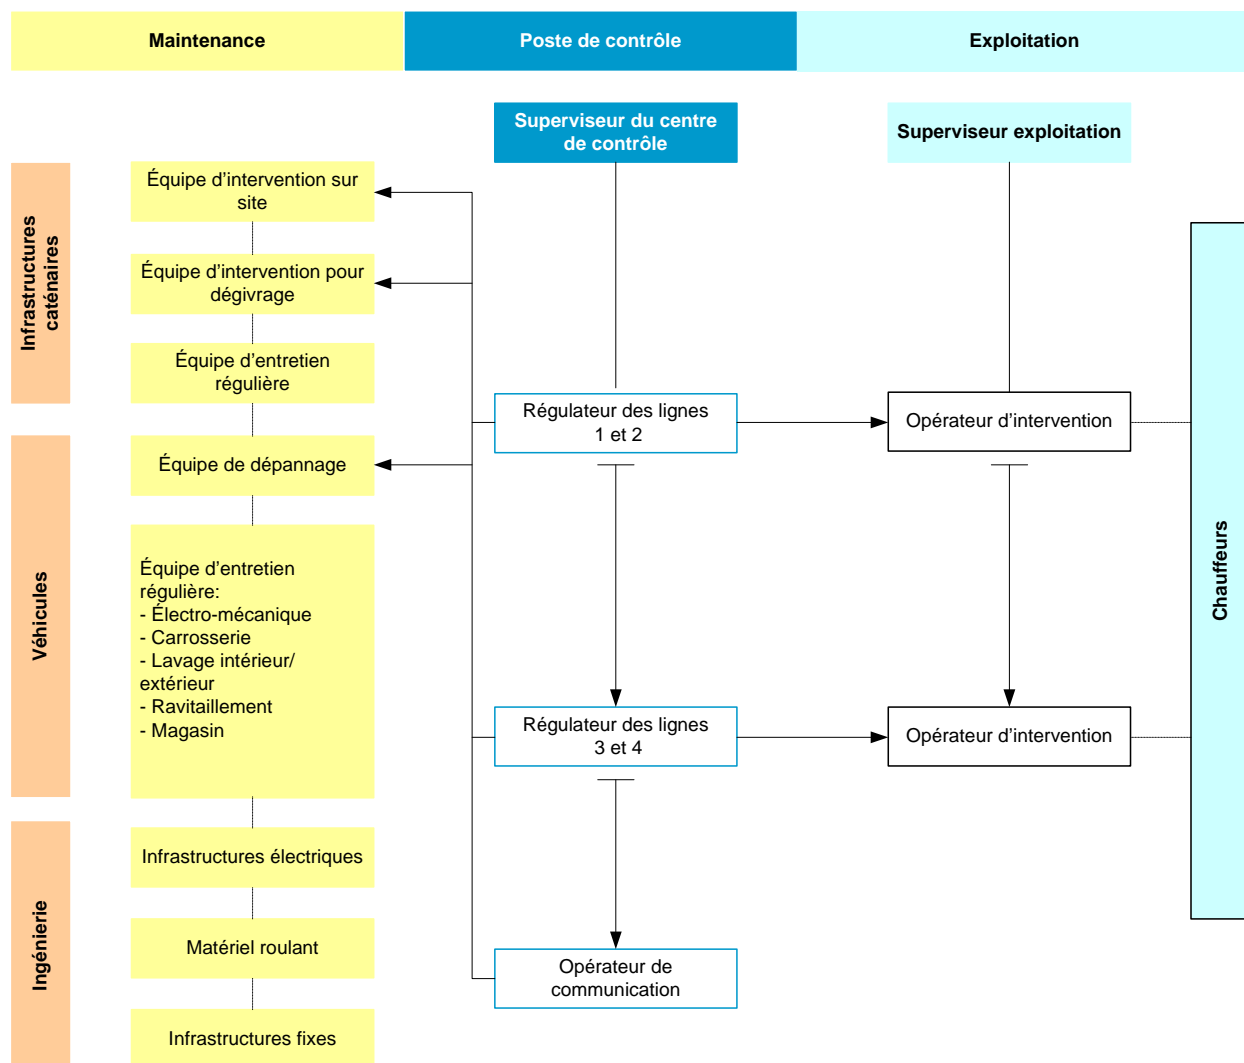 Maintenance
Poste de contrôle
Exploitation
Superviseur du centre
de contrôle
Superviseur exploitation
Infrastructures
caténaires
Équipe d'intervention sur
site
Équipe d'intervention pour
dégivrage
Équipe d'entretien
régulière
Régulateur des lignes
1 et 2
Opérateur d'intervention
Chauffeurs
Véhicules
Équipe de dépannage
Équipe d'entretien
régulière:
- Électro-mécanique
- Carrosserie
- Lavage intérieur/
extérieur
- Ravitaillement
- Magasin
Régulateur des lignes
3 et 4
Opérateur d'intervention
Ingénierie
Infrastructures électriques
Matériel roulant
Opérateur de
communication
Infrastructures fixes